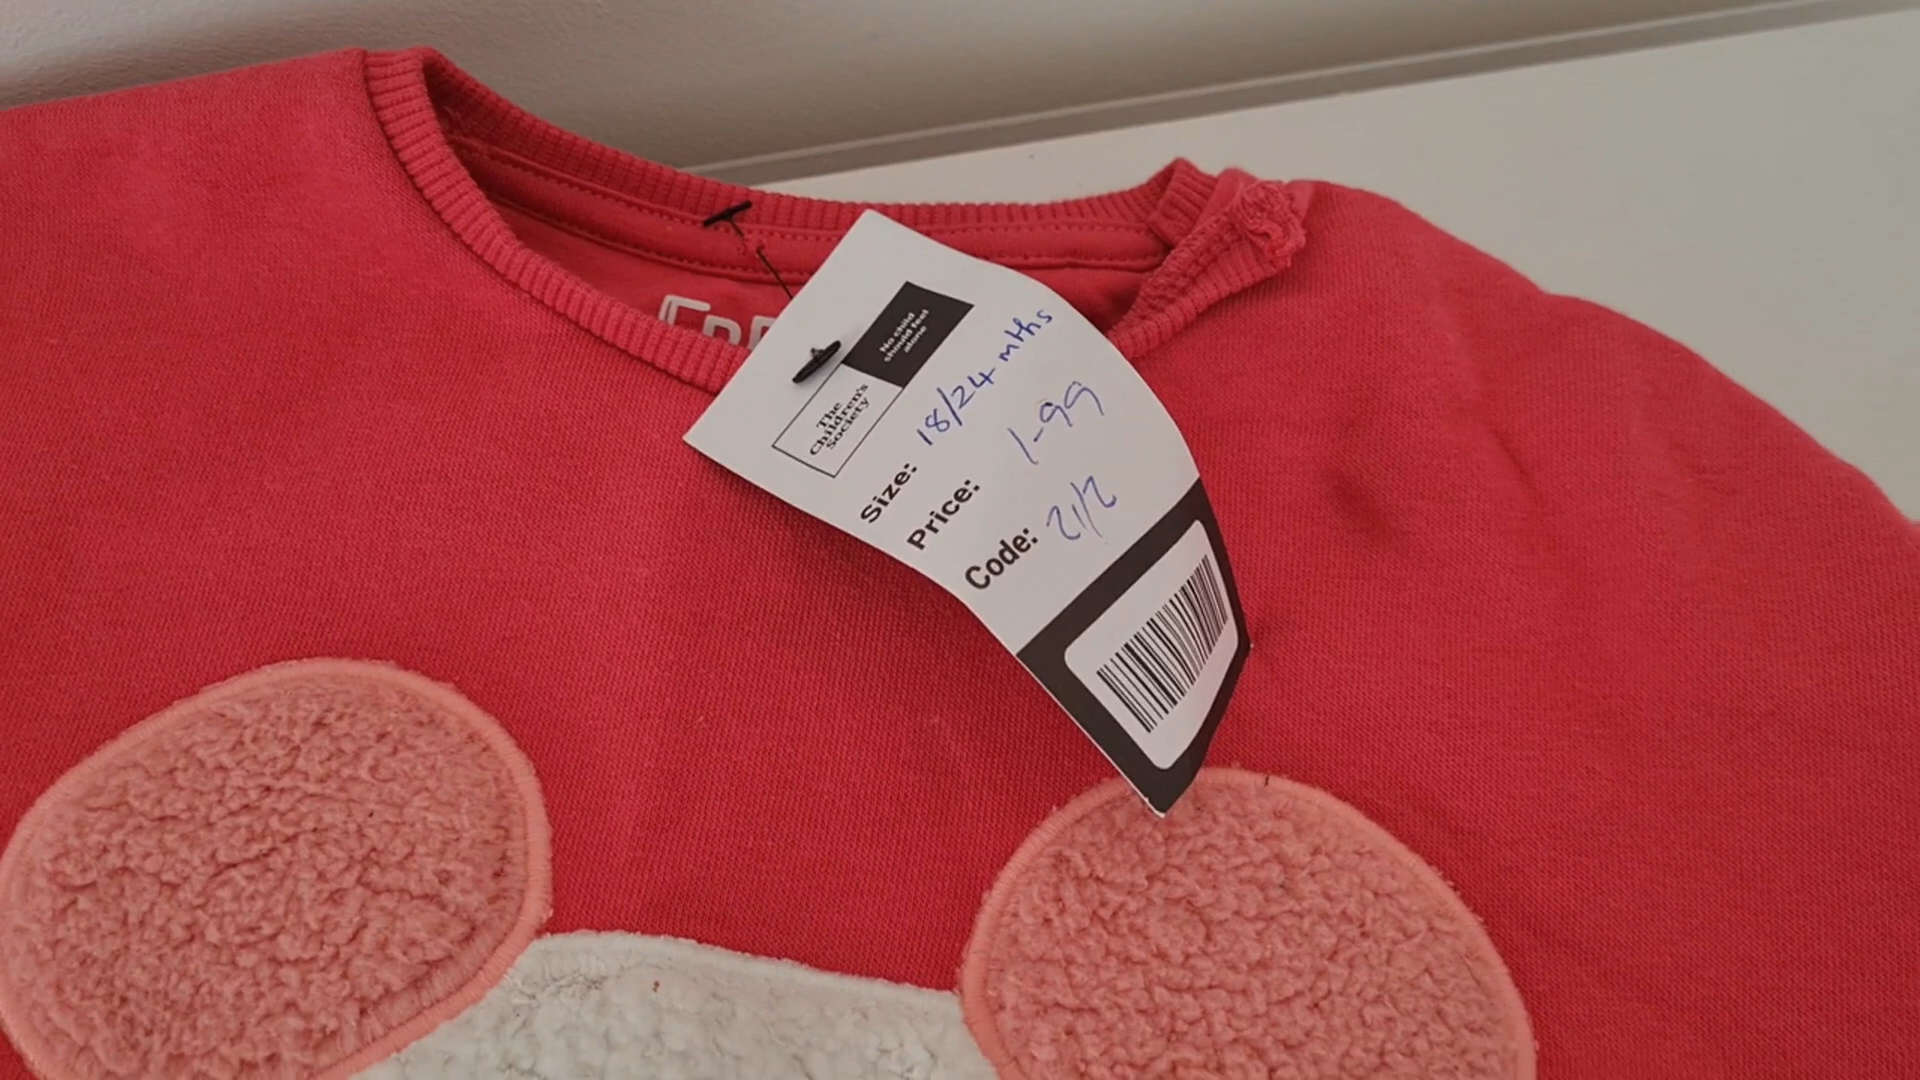 No child
should feel
alone
The
Children's
Society
Size: 18/24 mths
Price: 1-99
Code: 21/2